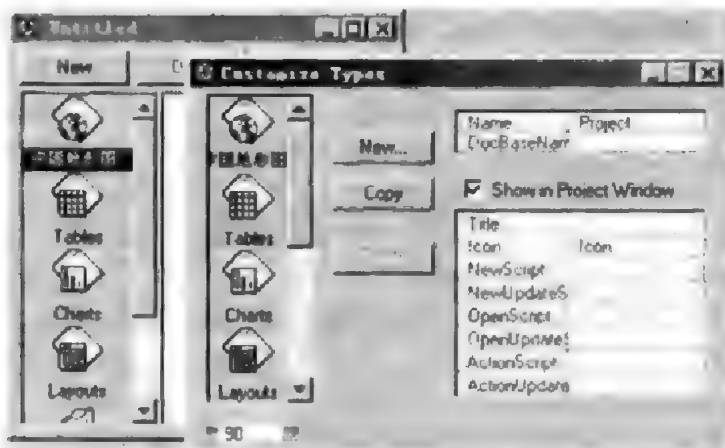 Untitled
New
Tables
Charts
Layouts
Customize Types
Tables
Charts
Layouts
New...
Copy
Name Project
DocBaseNam
Show in Project Window
Title
Icon Icon
NewScript
NewUpdateS
OpenScript
OpenUpdateS
ActionScript
ActionUpdate
90